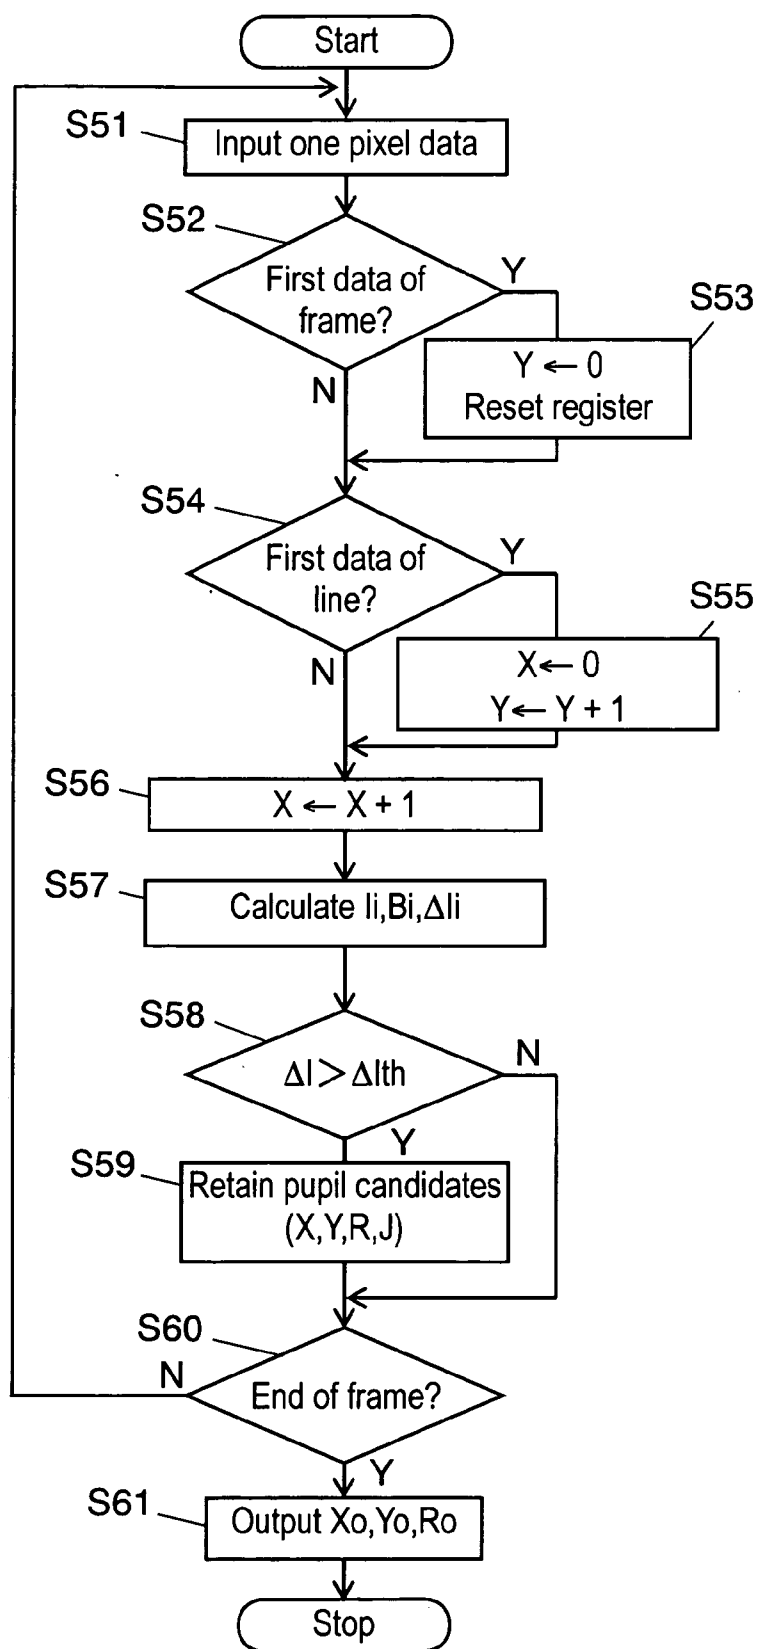 Start
S51
Input one pixel data
S52
First data of
frame?
Y
N
S53
Y ← 0
Reset register
S54
First data of
line?
Y
N
S55
X ← 0
Y ← Y + 1
S56
X ← X + 1
S57
Calculate Ii,Bi,ΔIi
S58
ΔI > ΔIth
N
Y
S59
Retain pupil candidates
(X,Y,R,J)
S60
N
End of frame?
Y
S61
Output Xo,Yo,Ro
Stop